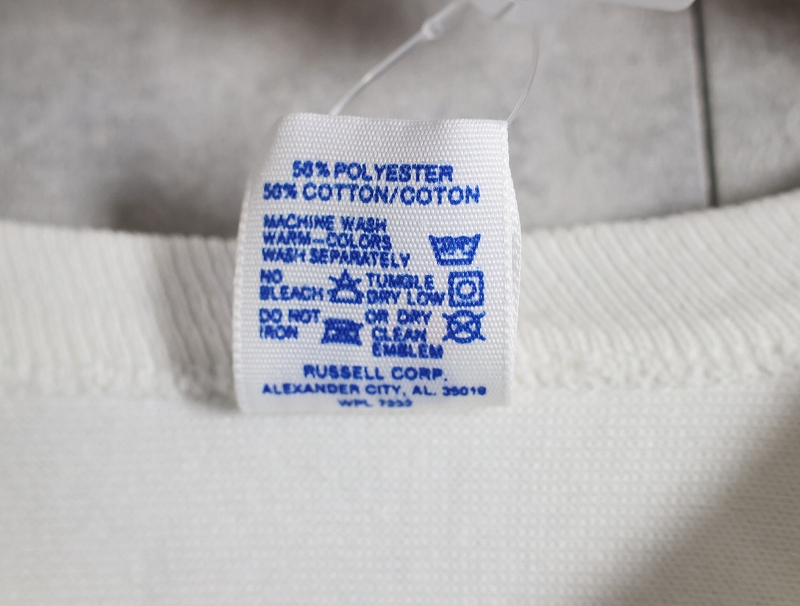 50% POLYESTER
50% COTTON/COTON
MACHINE WASH
WARM-COLORS
WASH SEPARATELY
NO BLEACH
TUMBLE DRY LOW
DO NOT IRON
OR DRY CLEAN EMBLEM
RUSSELL CORP.
ALEXANDER CITY, AL. 35010
WPL